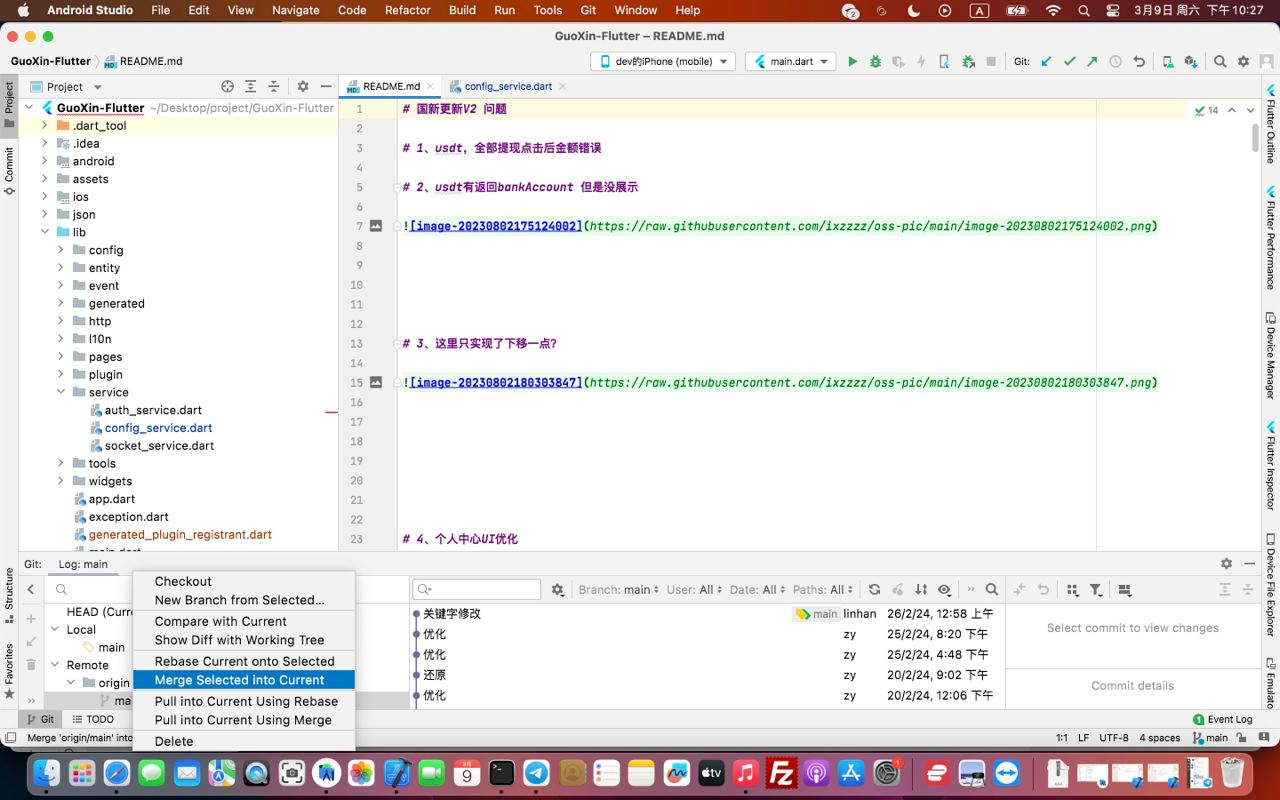 Android Studio File Edit View Navigate Code Refactor Build Run Tools Git Window Help 2 A 3月9日 周六 下午10:27
GuoXin-Flutter – README.md
GuoXin-Flutter README.md dev的iPhone (mobile) main.dart Git:
Project README.md config_service.dart
GuoXin-Flutter ~/Desktop/project/GuoXin-Flutter
.dart_tool
.idea
android
assets
ios
json
lib
config
entity
event
generated
http
l10n
pages
plugin
service
auth_service.dart
config_service.dart
socket_service.dart
tools
widgets
app.dart
exception.dart
generated_plugin_registrant.dart
main.dart
1 # 国新更新V2 问题
14
2
3 # 1、usdt, 全部提现点击后金额错误
4
5 # 2、usdt有返回bankAccount 但是没展示
6
7 ![image-20230802175124002](https://raw.githubusercontent.com/ixzzzz/oss-pic/main/image-20230802175124002.png)
8
9
10
11
12
13 # 3、这里只实现了下移一点?
14
15 ![image-20230802180303847](https://raw.githubusercontent.com/ixzzzz/oss-pic/main/image-20230802180303847.png)
16
17
18
19
20
21
22
23 # 4、个人中心UI优化
Project
Commit
Structure
Favorites
Flutter Outline
Flutter Performance
Device Manager
Flutter Inspector
Device File Explorer
Emulato
Git: Log: main
HEAD (Curre
Local
main
Remote
origin
ma
Checkout
New Branch from Selected...
Compare with Current
Show Diff with Working Tree
Rebase Current onto Selected
Merge Selected into Current
Pull into Current Using Rebase
Pull into Current Using Merge
Delete
Branch: main User: All Date: All Paths: All
关键字修改 main linhan 26/2/24, 12:58 上午
优化 zy 25/2/24, 8:20 下午
优化 zy 25/2/24, 4:48 下午
还原 zy 20/2/24, 9:02 下午
优化 zy 20/2/24, 12:06 下午
Select commit to view changes
Commit details
Git TODO 1 Event Log
Merge 'origin/main' into 1:1 LF UTF-8 4 spaces main
3月
9
tv
Fz
1